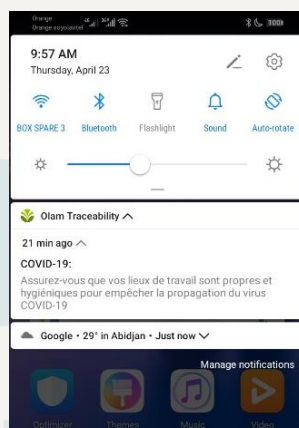 Orange
100%
9:57 AM
Thursday, April 23
BOX SPARE 3
Bluetooth
Flashlight
Sound
Auto-rotate
Olam Traceability
21 min ago
COVID-19:
Assurez-vous que vos lieux de travail sont propres et
hygiéniques pour empêcher la propagation du virus
COVID-19
Google • 29° in Abidjan • Just now
Manage notifications
Optimizer
Themes
Music
Video